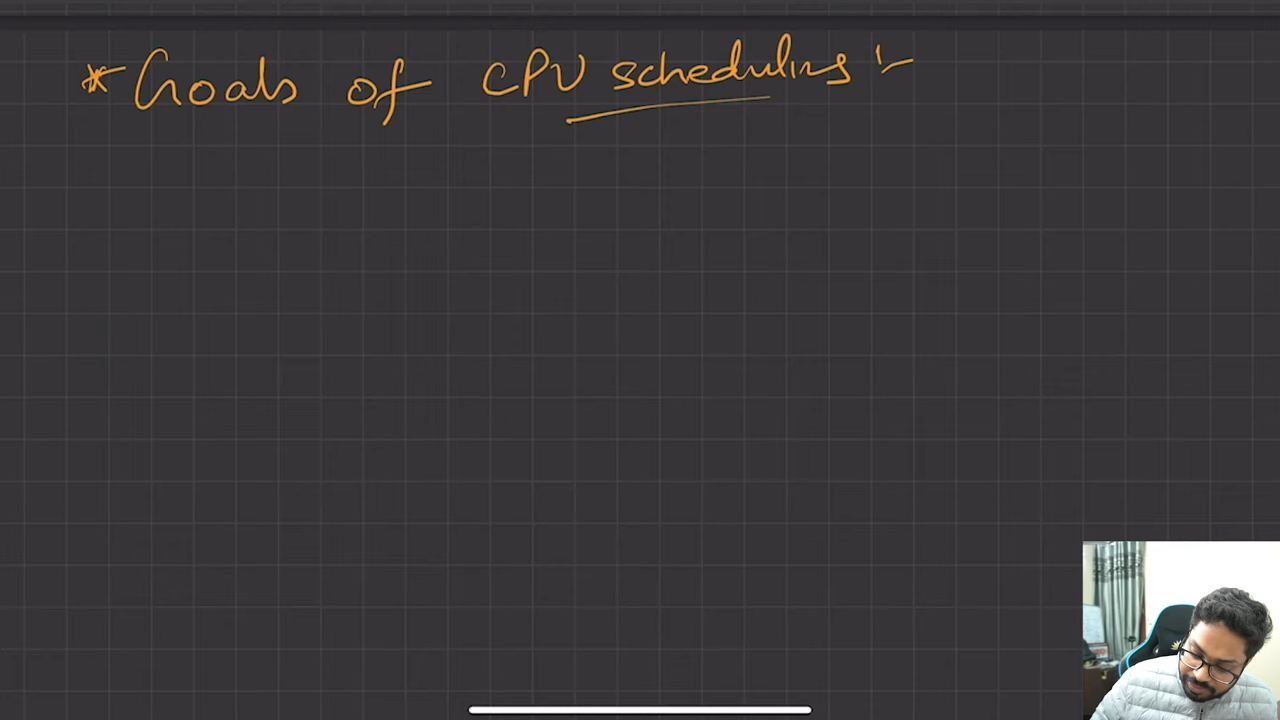 * Goals of CPU scheduling :-